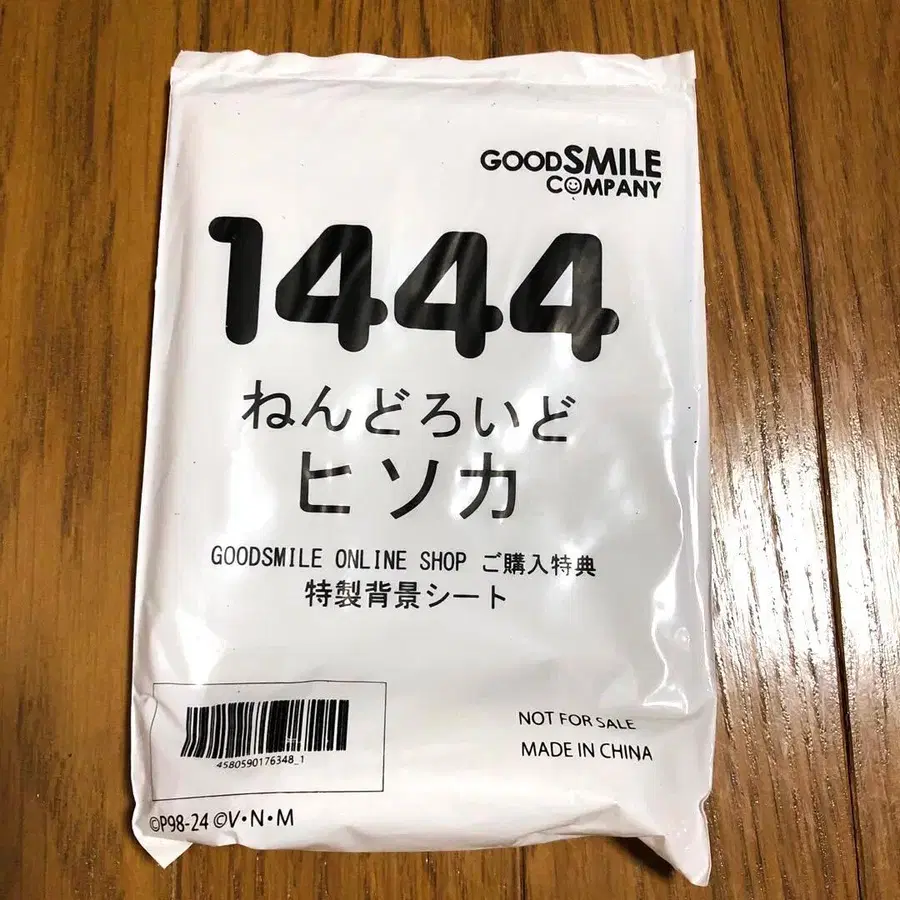 GOODSMILE
COMPANY
1444
ねんどろいど
ヒソカ
GOODSMILE ONLINE SHOP ご購入特典
特製背景シート
4580590176348_1
NOT FOR SALE
MADE IN CHINA
©P98-24 ©V・N・M